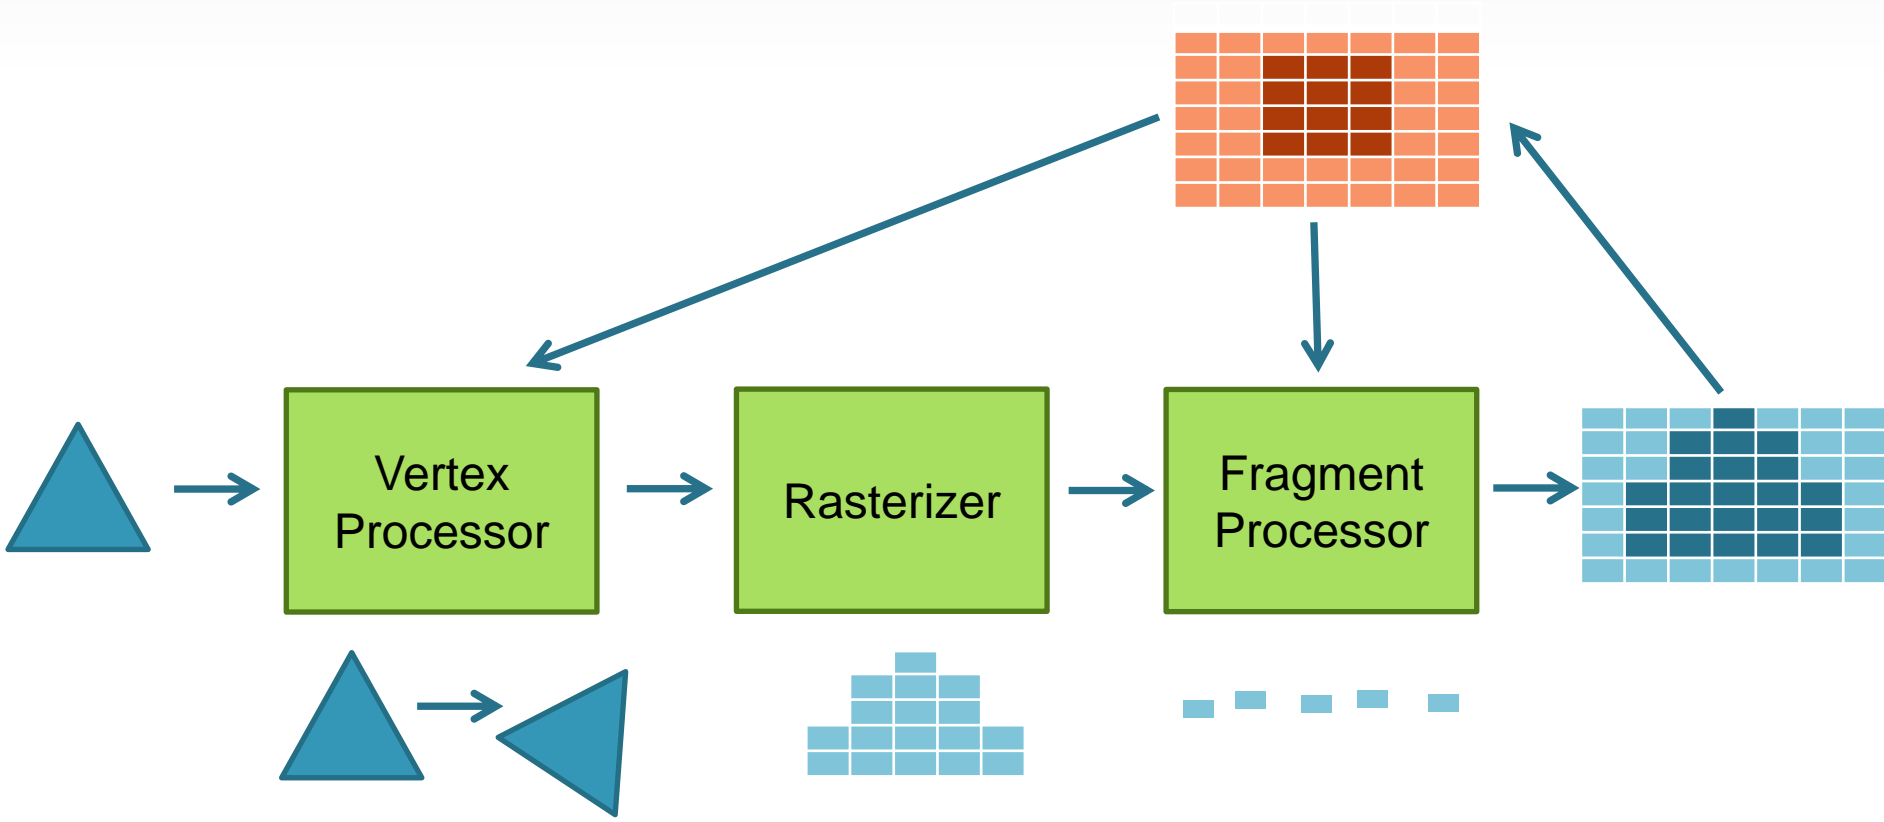 Vertex
Processor
Rasterizer
Fragment
Processor